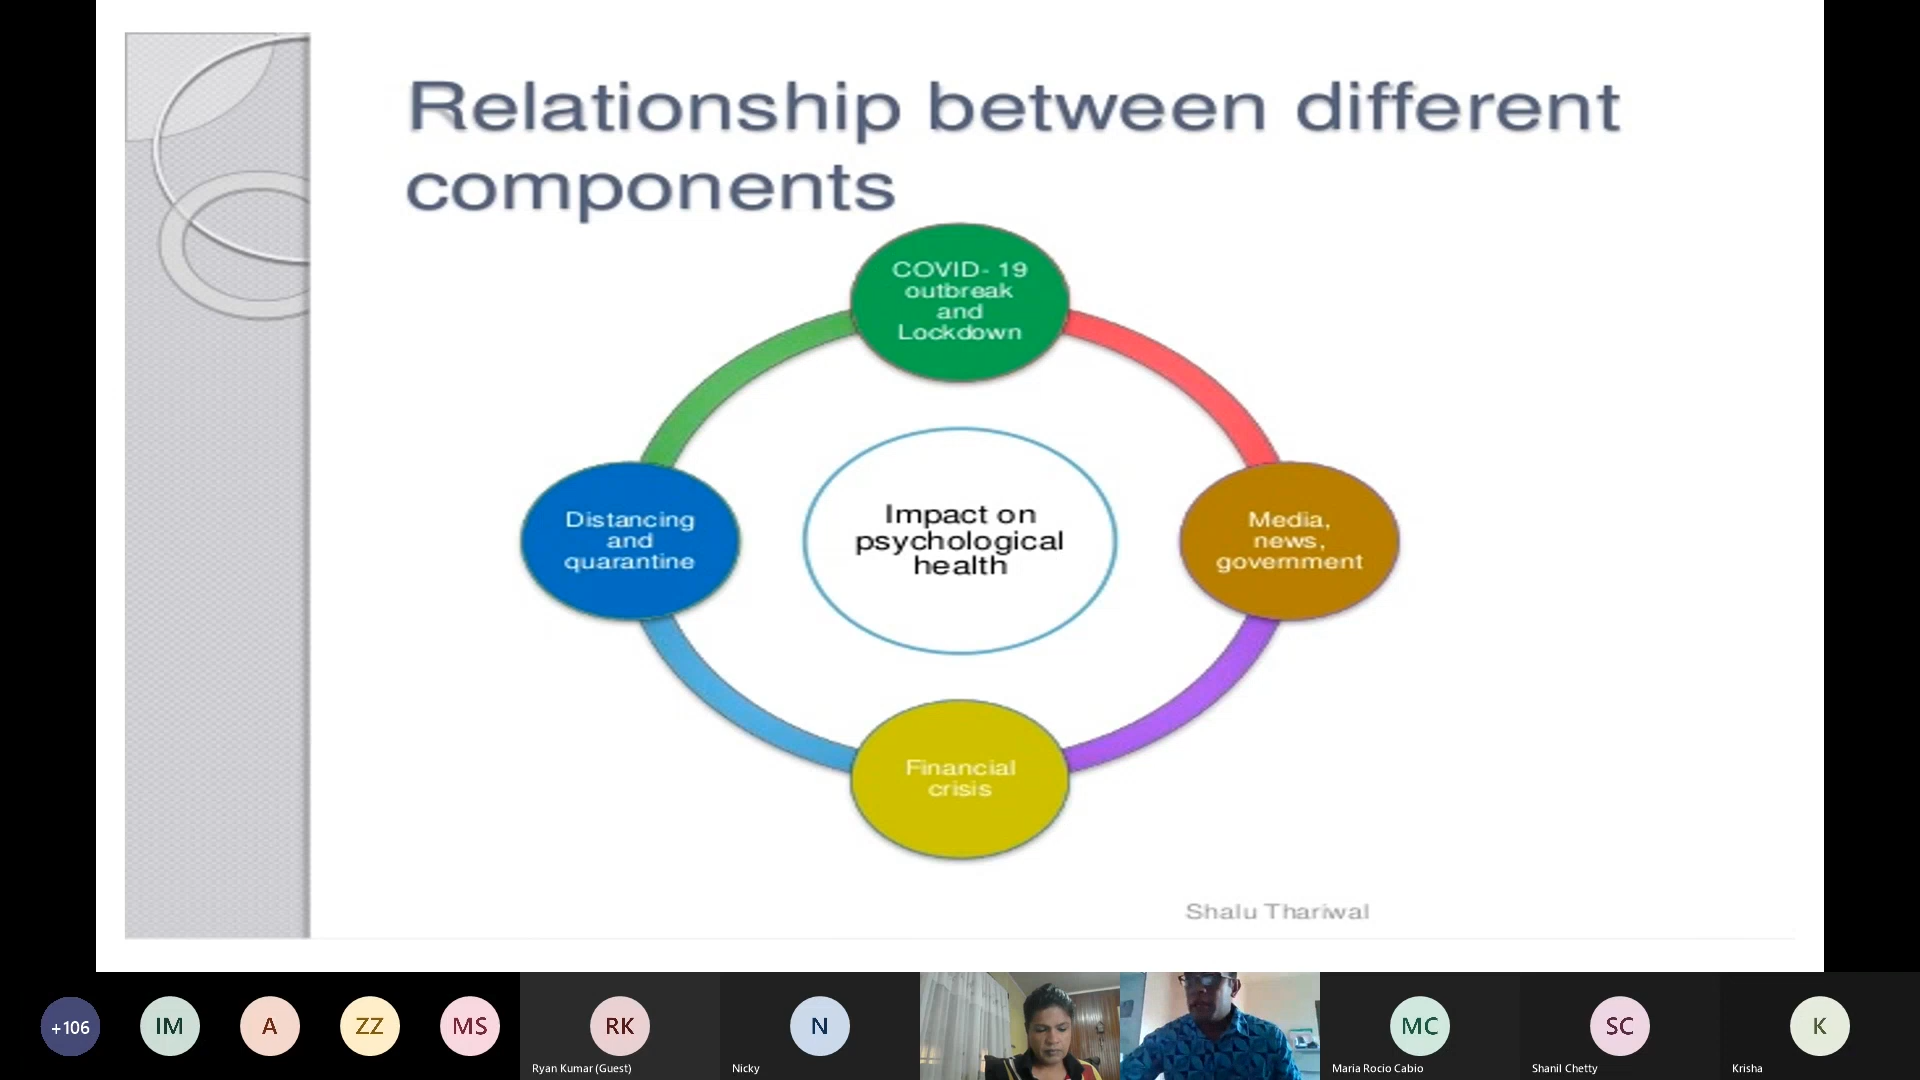 Relationship between different
components
COVID- 19
outbreak
and
Lockdown
Distancing
and
quarantine
Impact on
psychological
health
Media,
news,
government
Financial
crisis
Shalu Thariwal
+106
IM
A
ZZ
MS
RK
Ryan Kumar (Guest)
N
Nicky
MC
Maria Rocio Cabio
SC
Shanil Chetty
K
Krisha